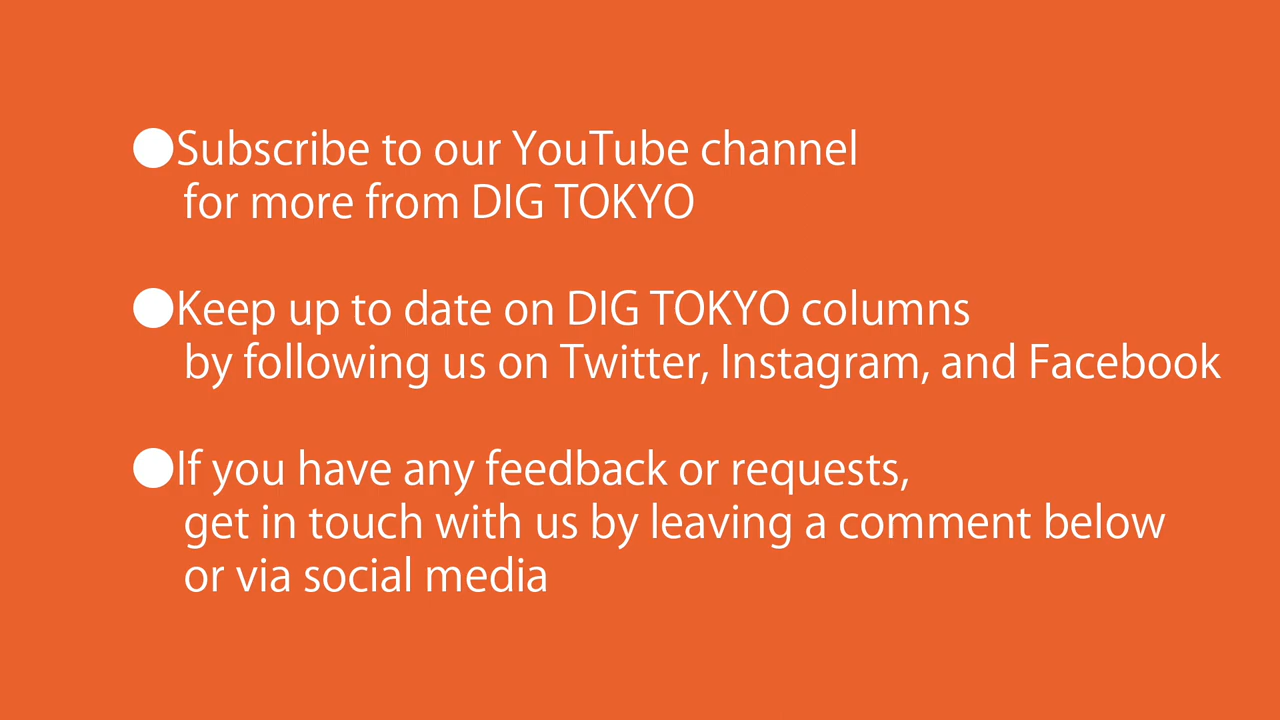 ●Subscribe to our YouTube channel
for more from DIG TOKYO
●Keep up to date on DIG TOKYO columns
by following us on Twitter, Instagram, and Facebook
●If you have any feedback or requests,
get in touch with us by leaving a comment below
or via social media